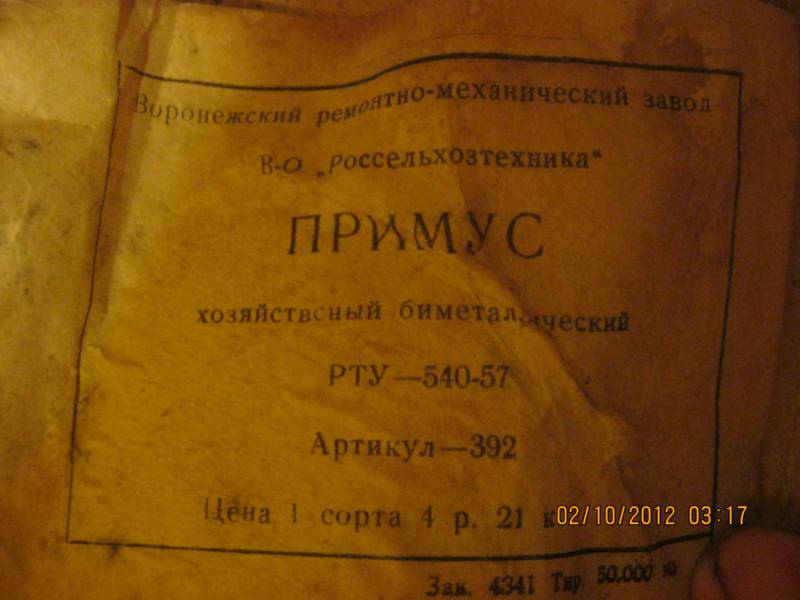 Воронежский ремонтно-механический завод
В-О „Россельхозтехника“
ПРИМУС
хозяйственный биметаллический
РТУ—540-57
Артикул—392
Цена 1 сорта 4 р. 21 к
02/10/2012 03:17
Зак. 4341 Тир. 50.000